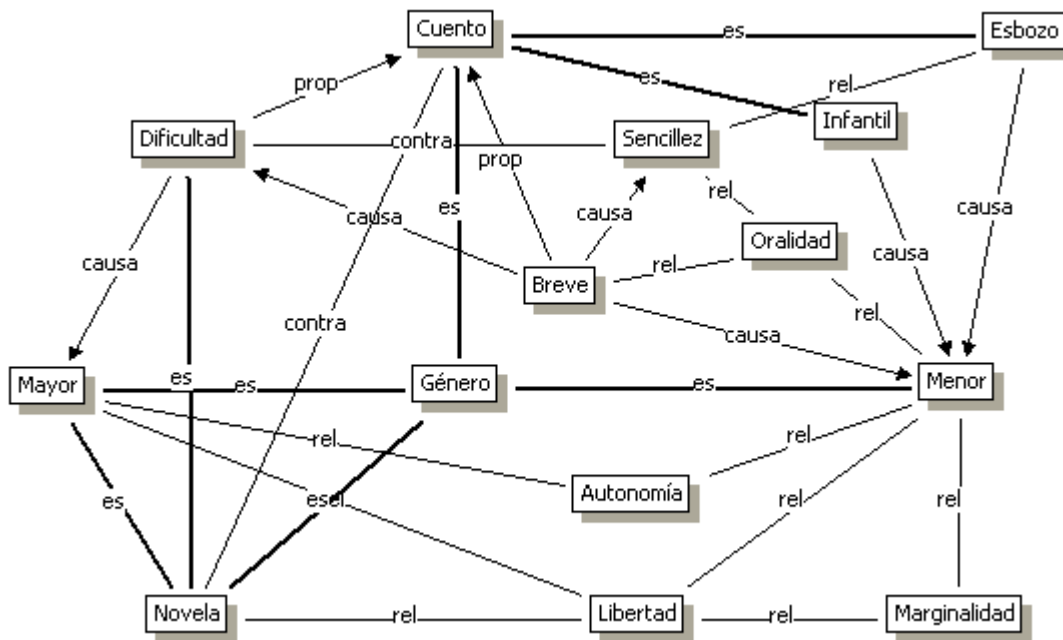 Cuento
es
Esbozo
es
rel
prop
Infantil
Dificultad
contra
Sencillez
prop
rel
es
causa
causa
causa
Oralidad
causa
causa
rel
Breve
rel
contra
causa
Mayor
es
es
Género
es
Menor
rel
rel
es
Autonomía
esel
rel
rel
Novela
rel
Libertad
rel
Marginalidad